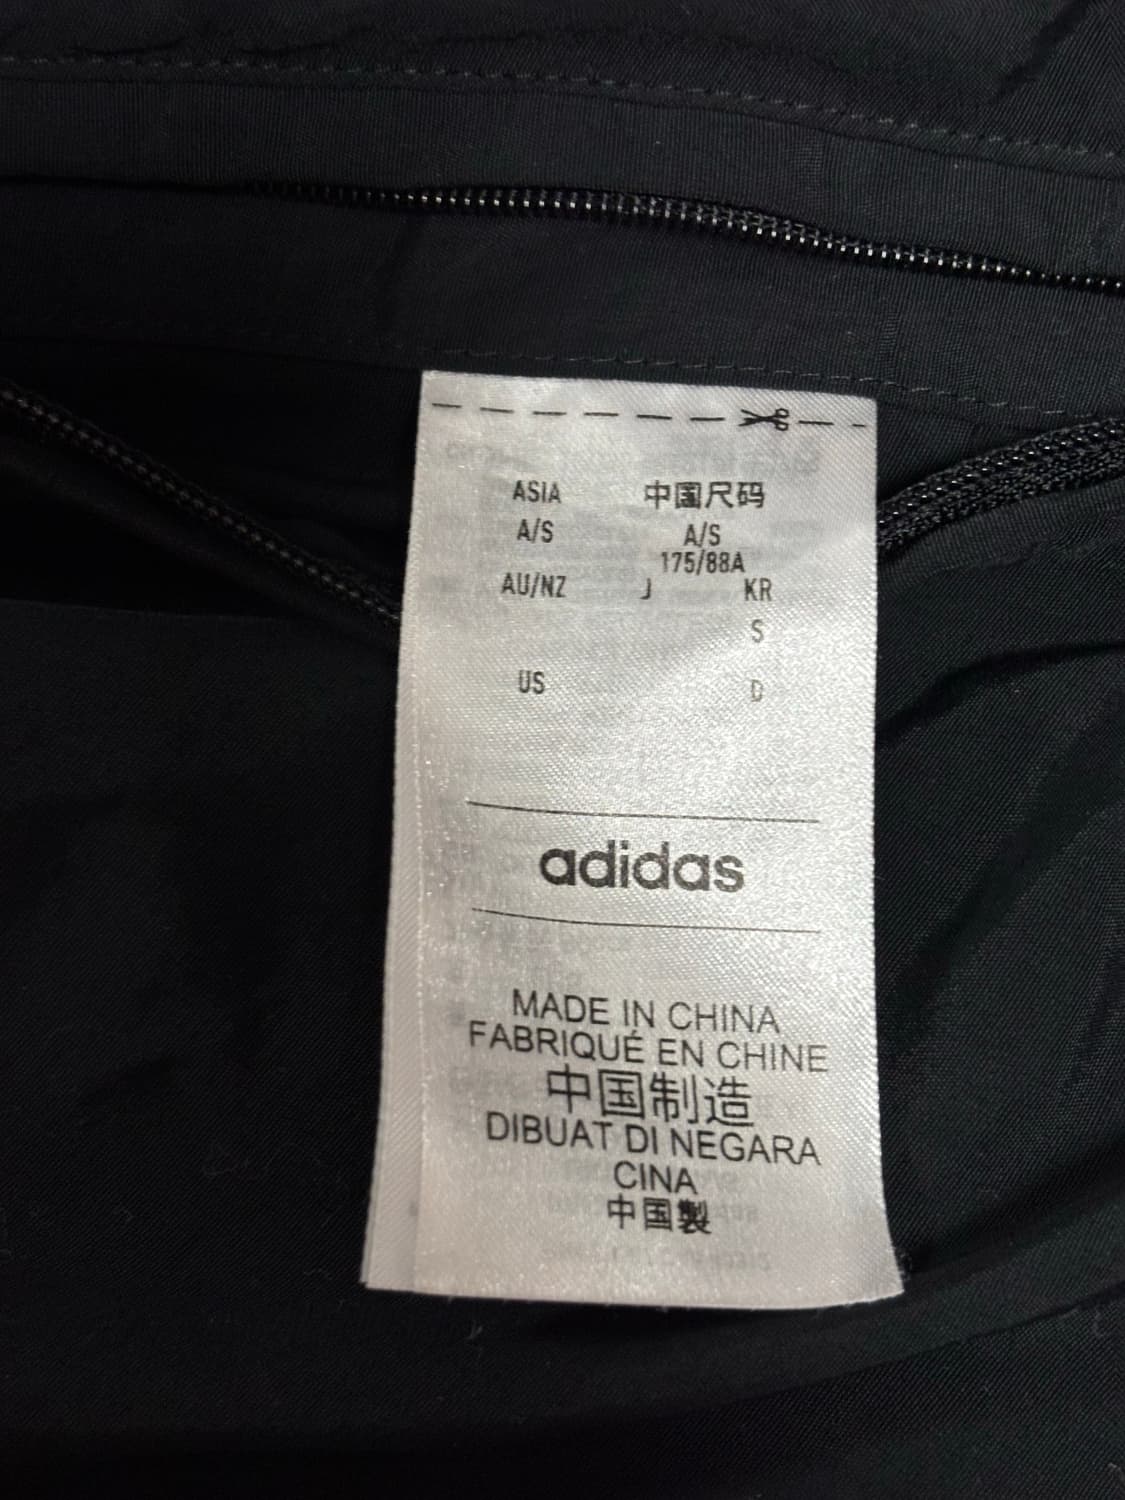 ASIA 中国尺码
A/S A/S
175/88A
AU/NZ J KR
S
US D
adidas
MADE IN CHINA
FABRIQUÉ EN CHINE
中国制造
DIBUAT DI NEGARA
CINA
中国製